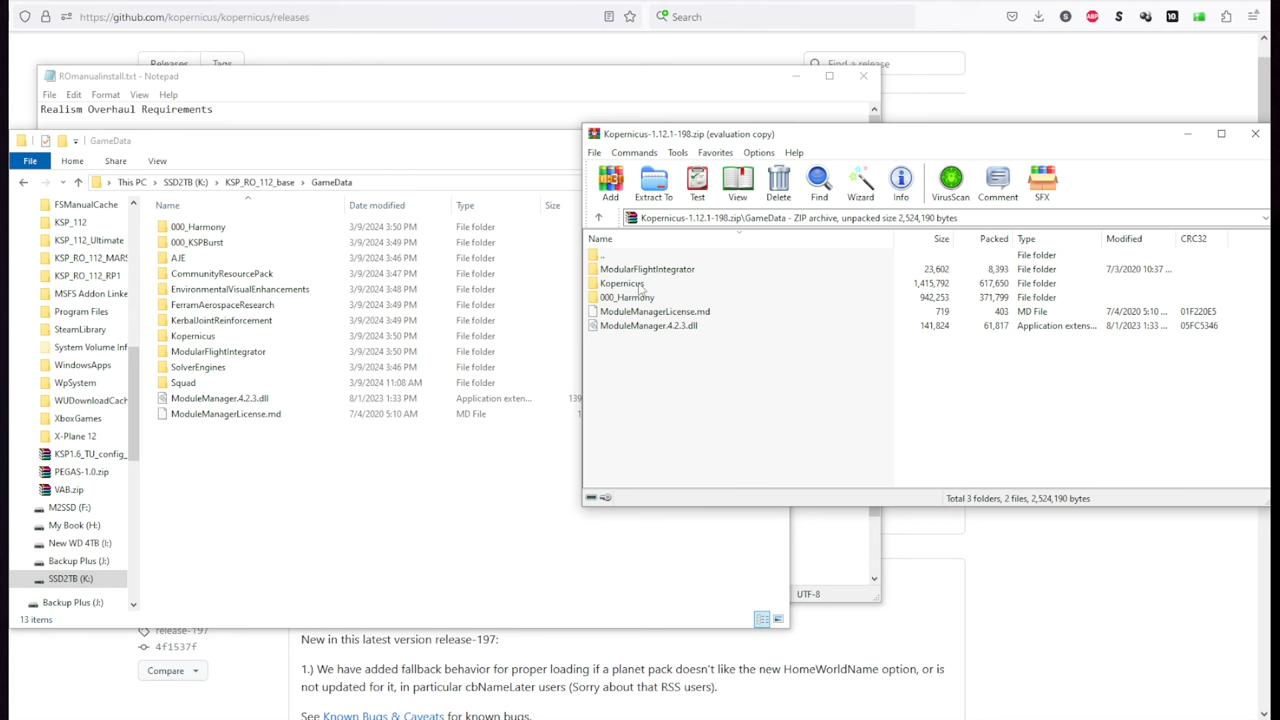 https://github.com/kopernicus/kopernicus/releases
Search
Releases Tags
Find a release
ROmanualinstall.txt - Notepad
File Edit Format View Help
Realism Overhaul Requirements
GameData
File Home Share View
This PC > SSD2TB (K:) > KSP_RO_112_base > GameData
Name Date modified Type Size
FSManualCache
KSP_112
KSP_112_Ultimate
KSP_RO_112_MARS
KSP_RO_112_RP1
MSFS Addon Linke
Program Files
SteamLibrary
System Volume Inf
WindowsApps
WpSystem
WUDownloadCach
XboxGames
X-Plane 12
KSP1.6_TU_config_
PEGAS-1.0.zip
VAB.zip
M2SSD (F:)
My Book (H:)
New WD 4TB (I:)
Backup Plus (J:)
SSD2TB (K:)
Backup Plus (J:)
13 items
000_Harmony 3/9/2024 3:50 PM File folder
000_KSPBurst 3/9/2024 3:49 PM File folder
AJE 3/9/2024 3:46 PM File folder
CommunityResourcePack 3/9/2024 3:47 PM File folder
EnvironmentalVisualEnhancements 3/9/2024 3:49 PM File folder
FerramAerospaceResearch 3/9/2024 3:49 PM File folder
KerbalJointReinforcement 3/9/2024 3:49 PM File folder
Kopernicus 3/9/2024 3:50 PM File folder
ModularFlightIntegrator 3/9/2024 3:50 PM File folder
SolverEngines 3/9/2024 3:46 PM File folder
Squad 3/9/2024 11:08 AM File folder
ModuleManager.4.2.3.dll 8/1/2023 1:33 PM Application exten... 139
ModuleManagerLicense.md 7/4/2020 5:10 AM MD File 1
Kopernicus-1.12.1-198.zip (evaluation copy)
File Commands Tools Favorites Options Help
Add Extract To Test View Delete Find Wizard Info VirusScan Comment SFX
Kopernicus-1.12.1-198.zip\GameData - ZIP archive, unpacked size 2,524,190 bytes
Name Size Packed Type Modified CRC32
.. File folder
ModularFlightIntegrator 23,602 8,393 File folder 7/3/2020 10:37 ...
Kopernicus 1,415,792 617,650 File folder
000_Harmony 942,253 371,799 File folder
ModuleManagerLicense.md 719 403 MD File 7/4/2020 5:10 ... 01F220E5
ModuleManager.4.2.3.dll 141,824 61,817 Application extens... 8/1/2023 1:33 ... 05FC5346
Total 3 folders, 2 files, 2,524,190 bytes
UTF-8
release-197
4f1537f
Compare
New in this latest version release-197:
1.) We have added fallback behavior for proper loading if a planet pack doesn't like the new HomeWorldName option, or is
not updated for it, in particular cbNameLater users (Sorry about that RSS users).
See Known Bugs & Caveats for known bugs.